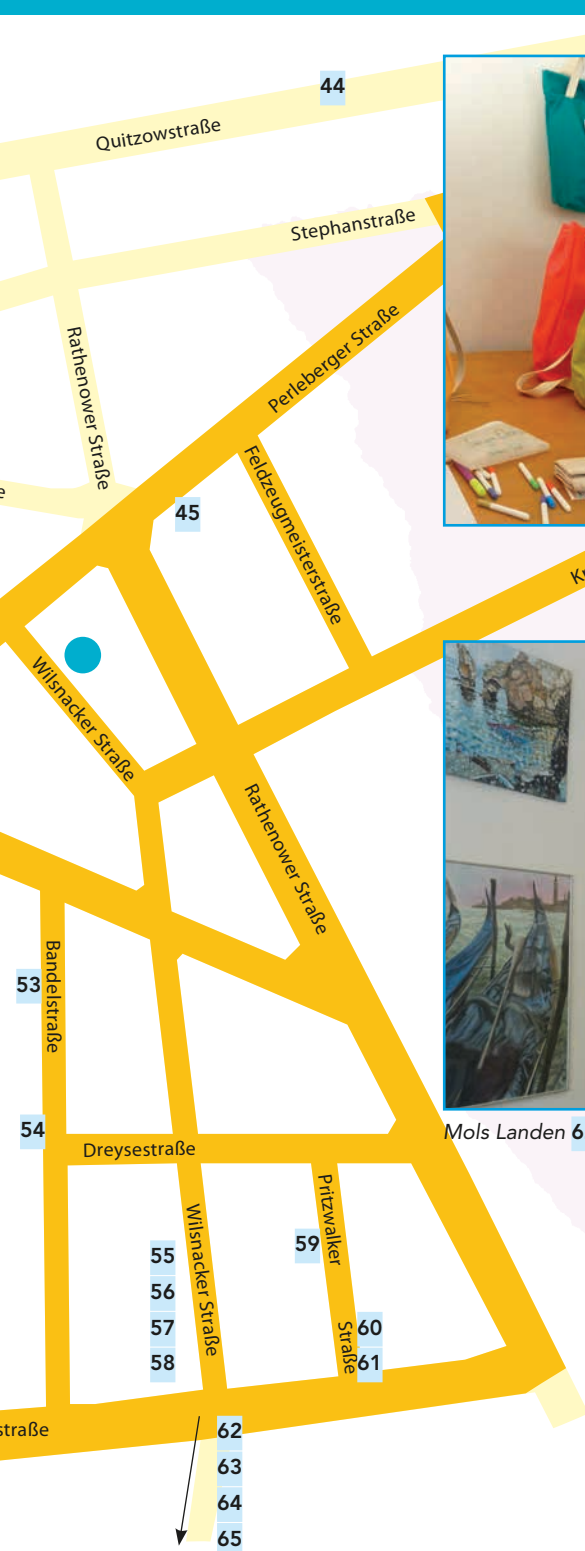 44
Quitzowstraße
Stephanstraße
Rathenower Straße
Perleberger Straße
Feldzeugmeisterstraße
45
Wilsnacker Straße
Rathenower Straße
Bandelstraße
53
54
Dreysestraße
Mols Landen 6
Wilsnacker Straße
Pritzwalker
Straße
59
55
56
57
58
60
61
straße
62
63
64
65